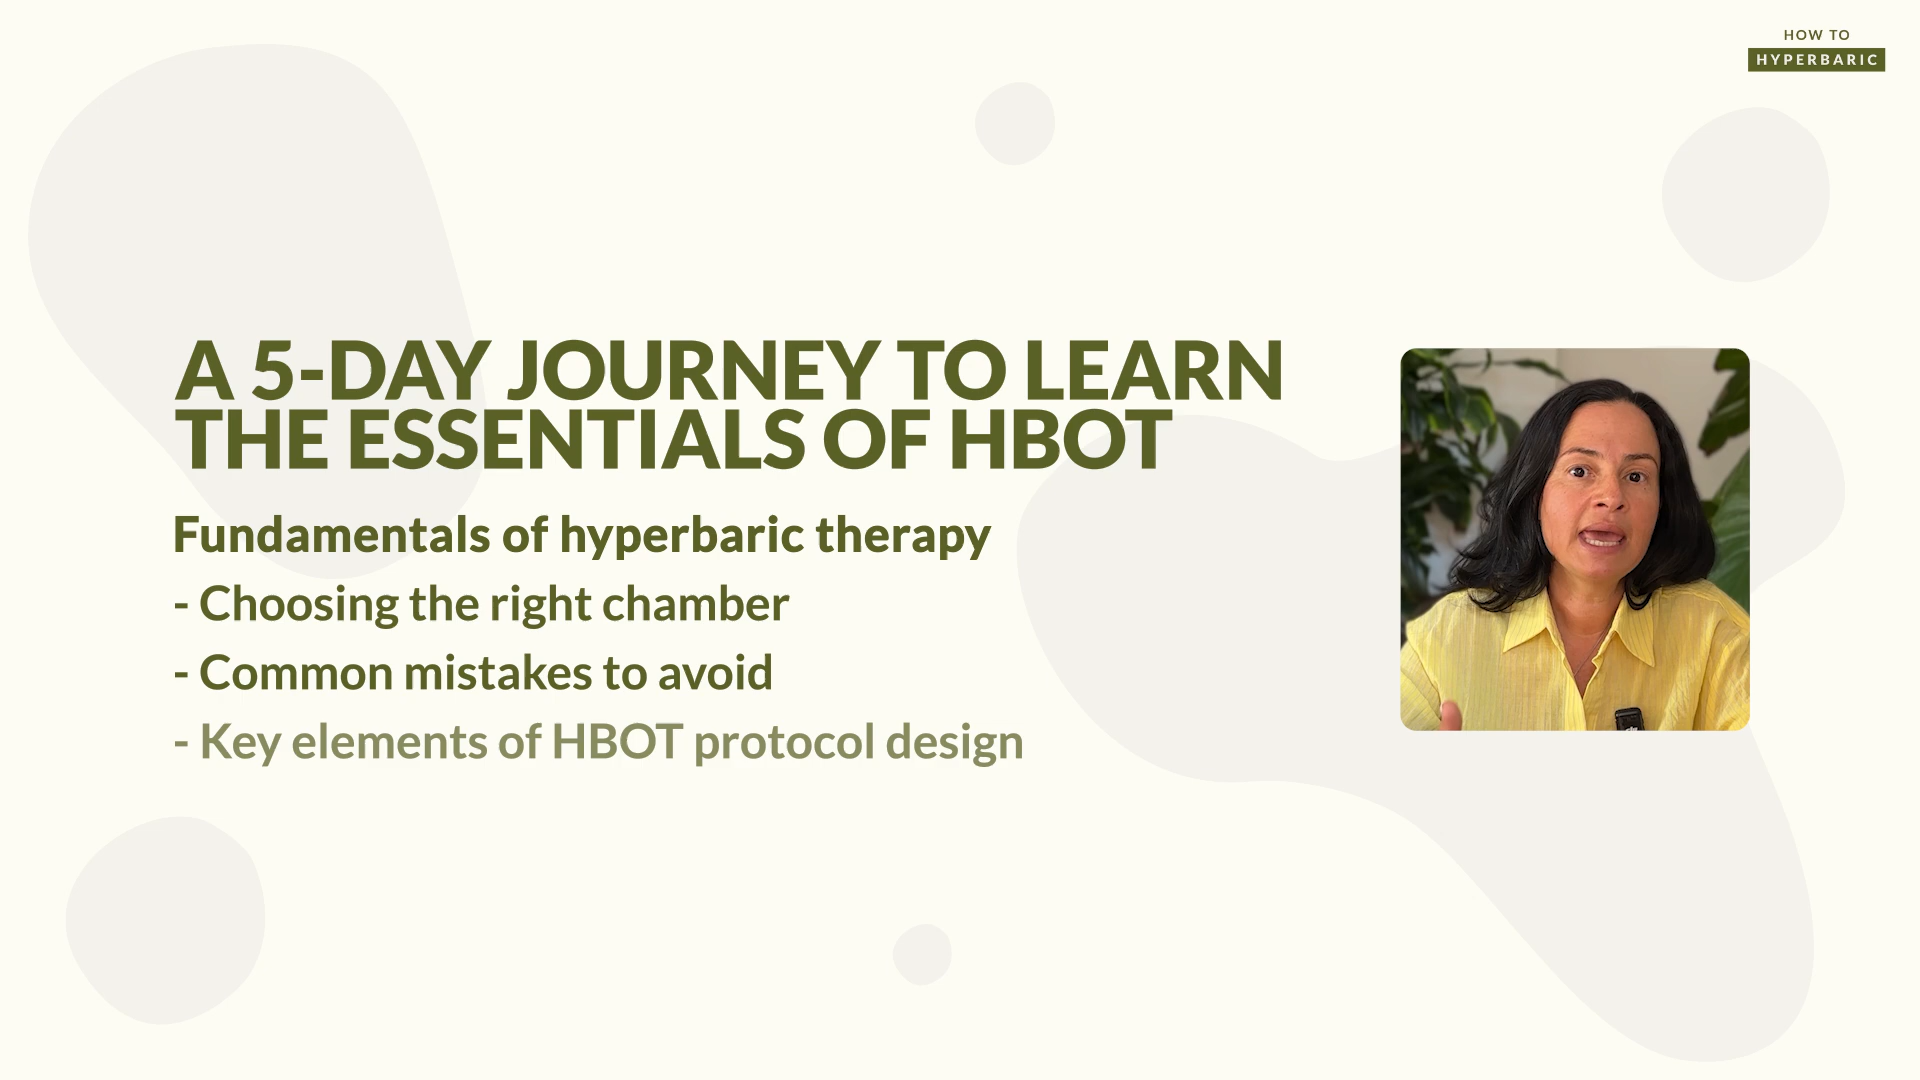 HOW TO
HYPERBARIC
A 5-DAY JOURNEY TO LEARN
THE ESSENTIALS OF HBOT
Fundamentals of hyperbaric therapy
- Choosing the right chamber
- Common mistakes to avoid
- Key elements of HBOT protocol design